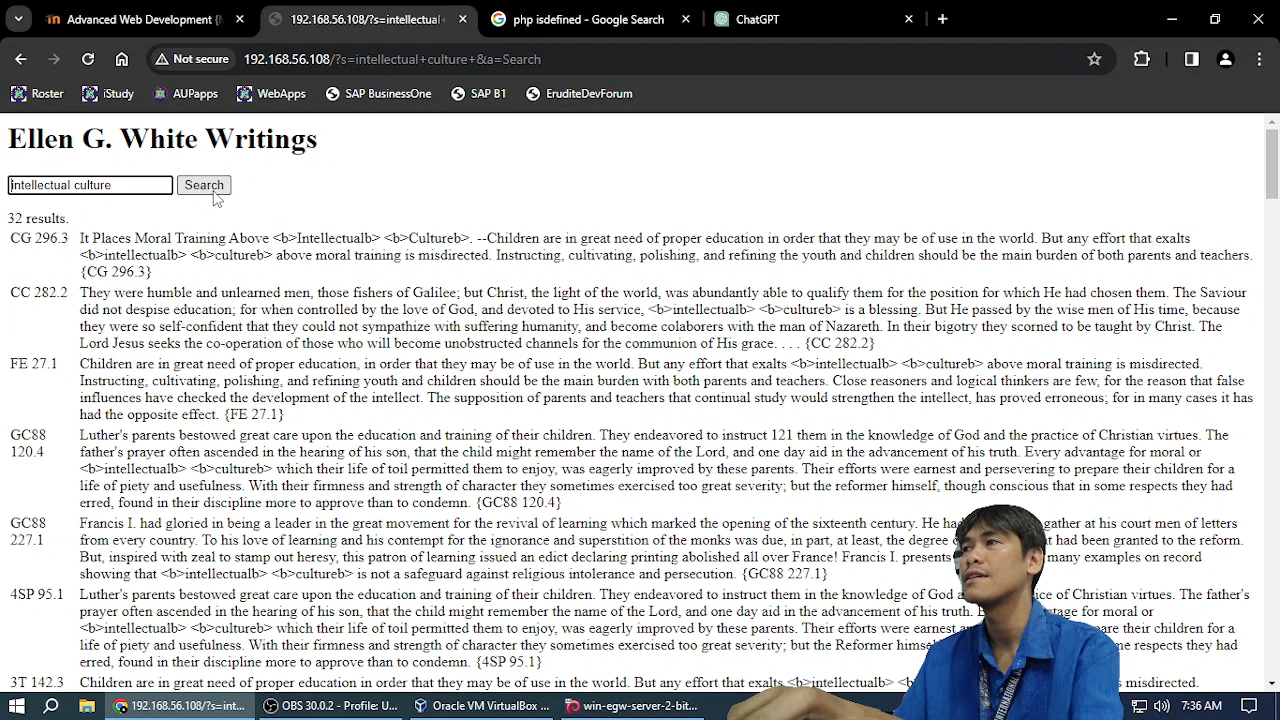 Advanced Web Development (
192.168.56.108/?s=intellectual+
php isdefined - Google Search
ChatGPT
Not secure
192.168.56.108/?s=intellectual+culture+&a=Search
Roster
iStudy
AUPapps
WebApps
SAP BusinessOne
SAP B1
EruditeDevForum
Ellen G. White Writings
intellectual culture
Search
32 results.
CG 296.3 It Places Moral Training Above <b>Intellectualb> <b>Cultureb>. --Children are in great need of proper education in order that they may be of use in the world. But any effort that exalts
<b>intellectualb> <b>cultureb> above moral training is misdirected. Instructing, cultivating, polishing, and refining the youth and children should be the main burden of both parents and teachers.
{CG 296.3}
CC 282.2 They were humble and unlearned men, those fishers of Galilee; but Christ, the light of the world, was abundantly able to qualify them for the position for which He had chosen them. The Saviour
did not despise education; for when controlled by the love of God, and devoted to His service, <b>intellectualb> <b>cultureb> is a blessing. But He passed by the wise men of His time, because
they were so self-confident that they could not sympathize with suffering humanity, and become colaborers with the man of Nazareth. In their bigotry they scorned to be taught by Christ. The
Lord Jesus seeks the co-operation of those who will become unobstructed channels for the communion of His grace. . . . {CC 282.2}
FE 27.1 Children are in great need of proper education, in order that they may be of use in the world. But any effort that exalts <b>intellectualb> <b>cultureb> above moral training is misdirected.
Instructing, cultivating, polishing, and refining youth and children should be the main burden with both parents and teachers. Close reasoners and logical thinkers are few, for the reason that false
influences have checked the development of the intellect. The supposition of parents and teachers that continual study would strengthen the intellect, has proved erroneous; for in many cases it has
had the opposite effect. {FE 27.1}
GC88 Luther's parents bestowed great care upon the education and training of their children. They endeavored to instruct 121 them in the knowledge of God and the practice of Christian virtues. The
120.4 father's prayer often ascended in the hearing of his son, that the child might remember the name of the Lord, and one day aid in the advancement of his truth. Every advantage for moral or
<b>intellectualb> <b>cultureb> which their life of toil permitted them to enjoy, was eagerly improved by these parents. Their efforts were earnest and persevering to prepare their children for a
life of piety and usefulness. With their firmness and strength of character they sometimes exercised too great severity; but the reformer himself, though conscious that in some respects they had
erred, found in their discipline more to approve than to condemn. {GC88 120.4}
GC88 Francis I. had gloried in being a leader in the great movement for the revival of learning which marked the opening of the sixteenth century. He gather at his court men of letters
227.1 from every country. To his love of learning and his contempt for the ignorance and superstition of the monks was due, in part, at least, the degree had been granted to the reform.
But, inspired with zeal to stamp out heresy, this patron of learning issued an edict declaring printing abolished all over France! Francis I. presents many examples on record
showing that <b>intellectualb> <b>cultureb> is not a safeguard against religious intolerance and persecution. {GC88 227.1}
4SP 95.1 Luther's parents bestowed great care upon the education and training of their children. They endeavored to instruct them in the knowledge of God of Christian virtues. The father's
prayer often ascended in the hearing of his son, that the child might remember the name of the Lord, and one day aid in the advancement of his truth. for moral or
<b>intellectualb> <b>cultureb> which their life of toil permitted them to enjoy, was eagerly improved by these parents. Their efforts were earnest their children for a
life of piety and usefulness. With their firmness and strength of character they sometimes exercised too great severity; but the Reformer respects they had
erred, found in their discipline more to approve than to condemn. {4SP 95.1}
3T 142.3 Children are in great need of proper education in order that they may be of use in the world. But any effort that exalts <b>intellectualb> misdirected.
192.168.56.108/?s=int...
OBS 30.0.2 - Profile: U...
Oracle VM VirtualBox ...
win-egw-server-2-bit...
7:36 AM